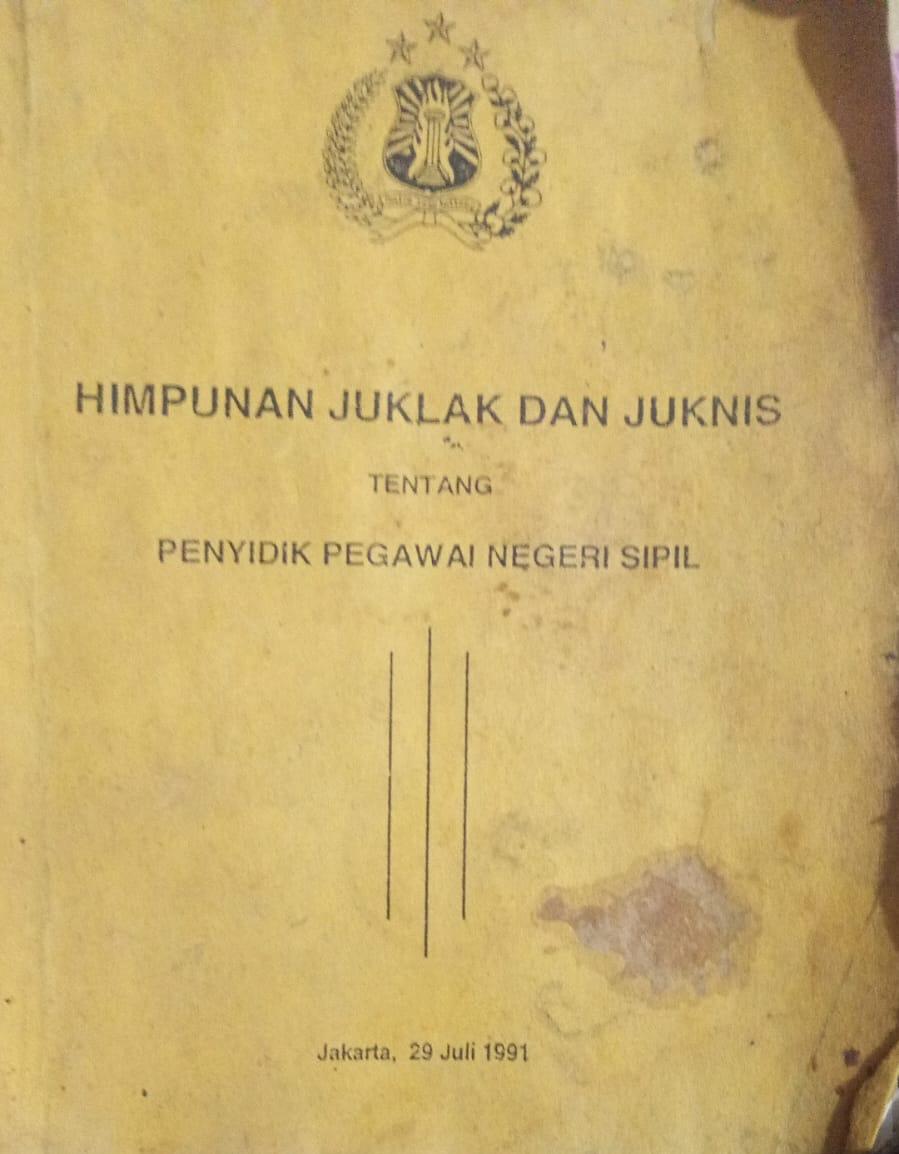 HIMPUNAN JUKLAK DAN JUKNIS
TENTANG
PENYIDIK PEGAWAI NEGERI SIPIL
Jakarta, 29 Juli 1991